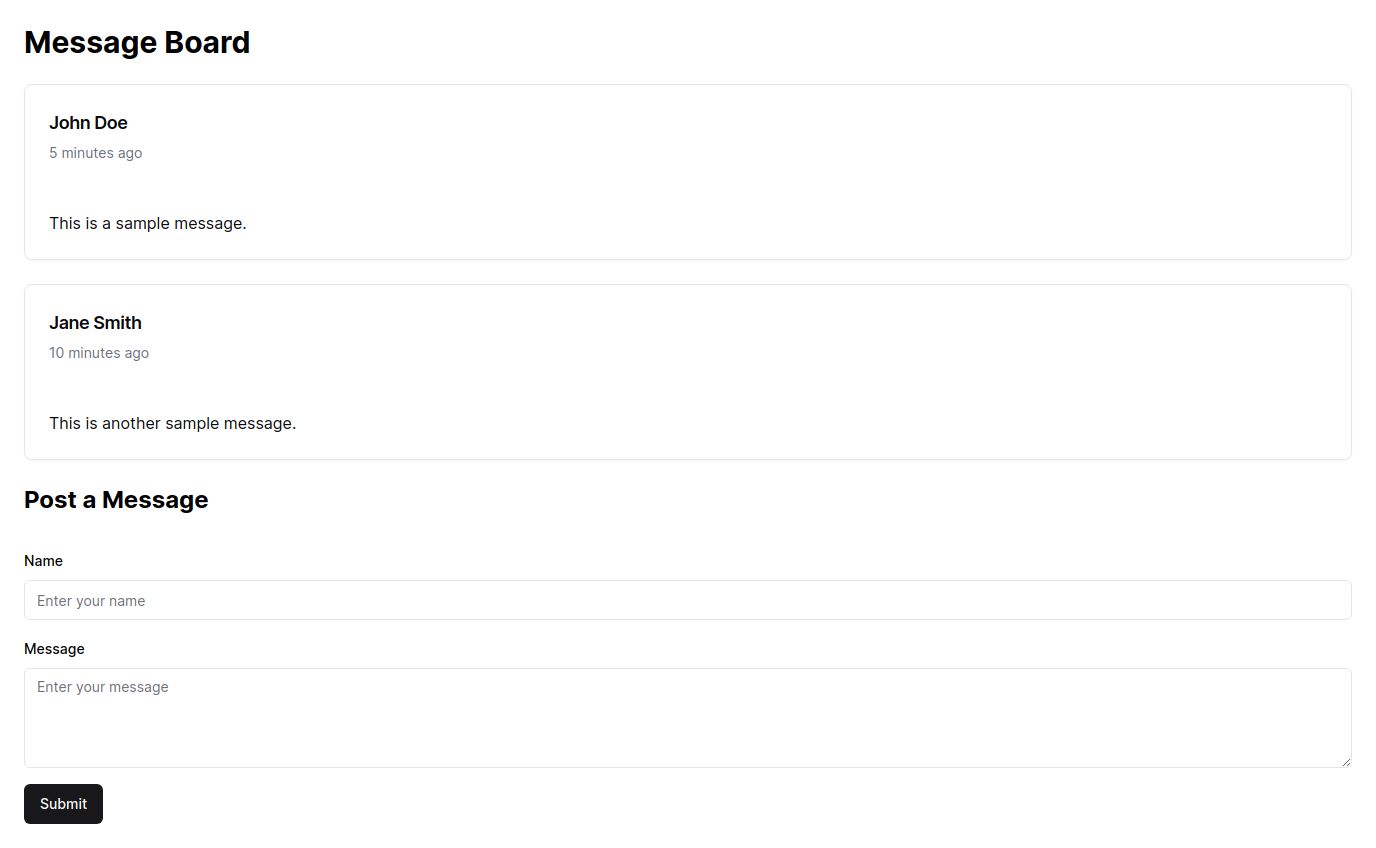 Message Board
John Doe
5 minutes ago
This is a sample message.
Jane Smith
10 minutes ago
This is another sample message.
Post a Message
Name
Enter your name
Message
Enter your message
Submit